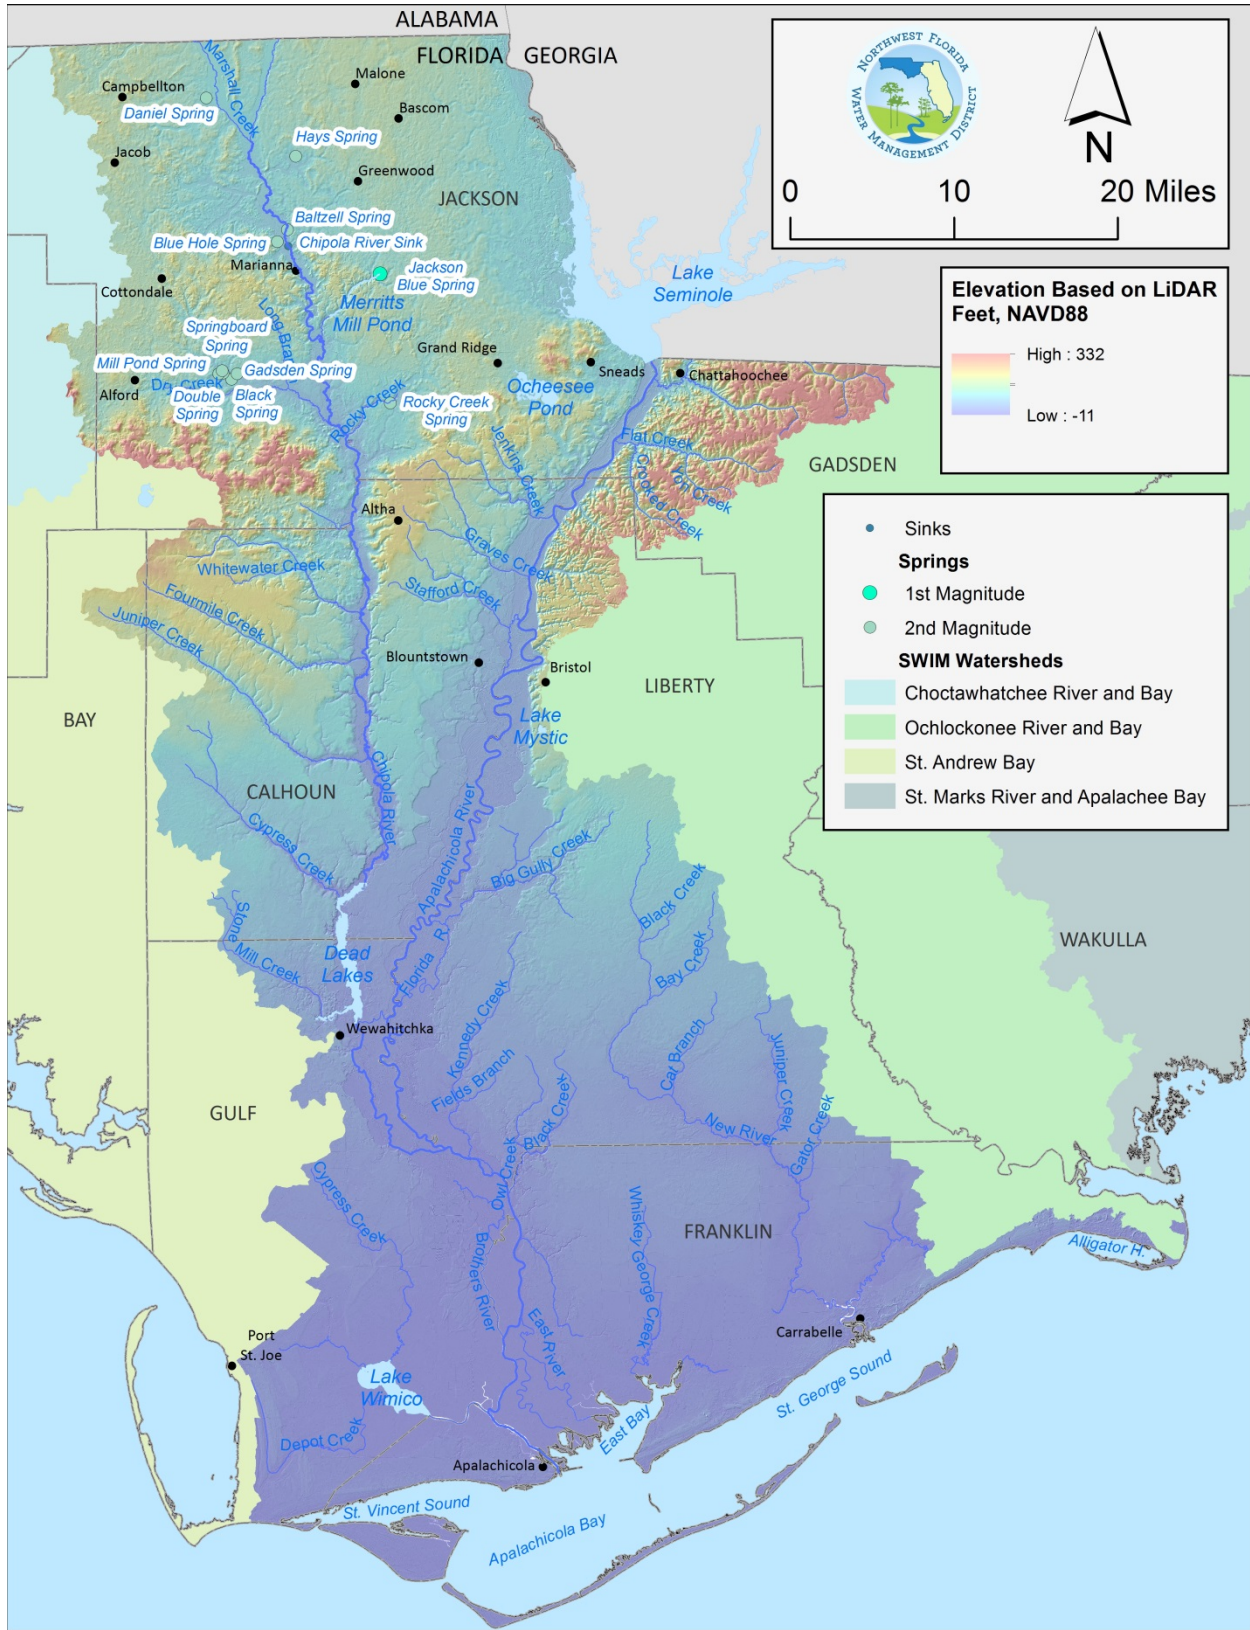 ALABAMA
FLORIDA
GEORGIA
NORTHWEST FLORIDA
WATER MANAGEMENT DISTRICT
N
0 10 20 Miles
Elevation Based on LiDAR
Feet, NAVD88
High : 332
Low : -11
Sinks
Springs
1st Magnitude
2nd Magnitude
SWIM Watersheds
Choctawhatchee River and Bay
Ochlockonee River and Bay
St. Andrew Bay
St. Marks River and Apalachee Bay
Marshall Creek
Malone
Campbellton
Daniel Spring
Bascom
Hays Spring
Jacob
Greenwood
JACKSON
Baltzell Spring
Blue Hole Spring
Chipola River Sink
Marianna
Jackson
Blue Spring
Cottondale
Merritts
Mill Pond
Lake
Seminole
Long Branch
Springboard
Spring
Mill Pond Spring
Gadsden Spring
Grand Ridge
Sneads
Chattahoochee
Alford
Dry Creek
Double
Spring
Black
Spring
Ocheesee
Pond
Rocky Creek
Rocky Creek
Spring
Jenkins Creek
Flat Creek
Yon Creek
Crooked Creek
GADSDEN
Altha
Graves Creek
Whitewater Creek
Stafford Creek
Fourmile Creek
Juniper Creek
Blountstown
Bristol
LIBERTY
BAY
Lake
Mystic
Chipola River
CALHOUN
Apalachicola River
Cypress Creek
Big Gully Creek
Black Creek
Stone
Mill Creek
Dead
Lakes
Florida R.
Bay Creek
WAKULLA
Wewahitchka
Kennedy Creek
Cat Branch
Juniper Creek
Fields Branch
GULF
Black Creek
New River
Gator Creek
Owl Creek
Cypress Creek
Whiskey George Creek
FRANKLIN
Brothers River
Alligator H.
East River
Carrabelle
Port
St. Joe
Lake
Wimico
St. George Sound
East Bay
Depot Creek
Apalachicola
St. Vincent Sound
Apalachicola Bay